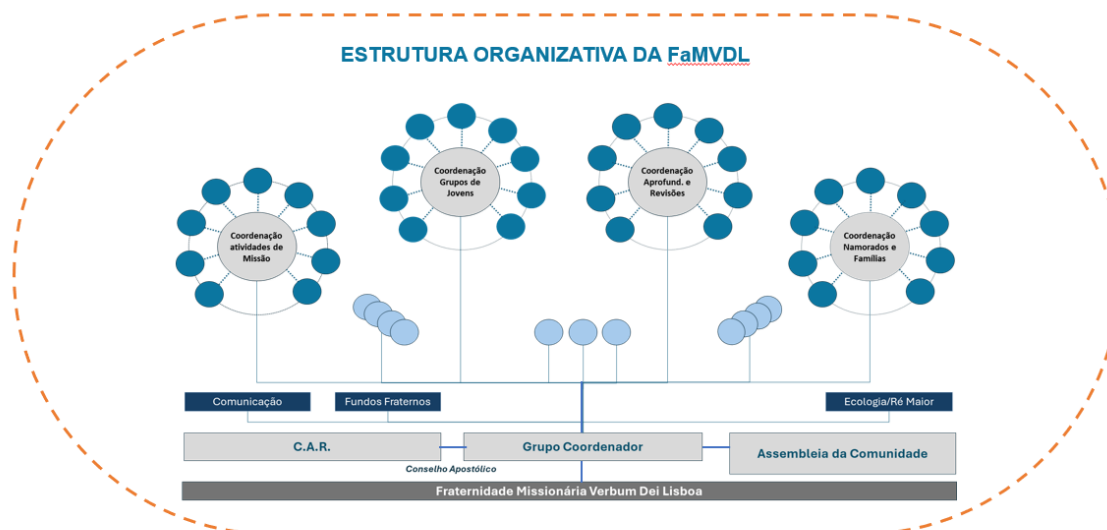 ESTRUTURA ORGANIZATIVA DA FaMVDL
Coordenação
Grupos de
Jovens
Coordenação
Aprofund. e
Revisões
Coordenação
atividades de
Missão
Coordenação
Namorados e
Famílias
Comunicação
Fundos Fraternos
Ecologia/Ré Maior
C.A.R.
Grupo Coordenador
Assembleia da Comunidade
Conselho Apostólico
Fraternidade Missionária Verbum Dei Lisboa